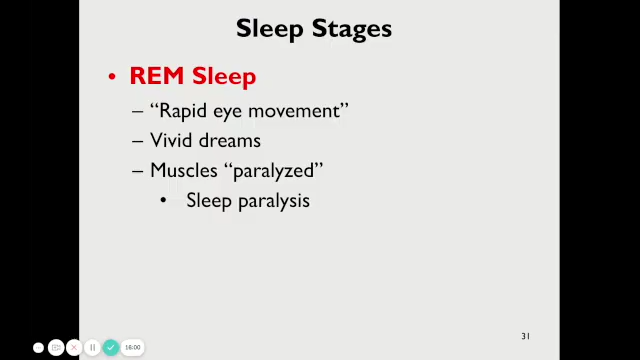 Sleep Stages
• REM Sleep
– “Rapid eye movement”
– Vivid dreams
– Muscles “paralyzed”
• Sleep paralysis
31
18:00